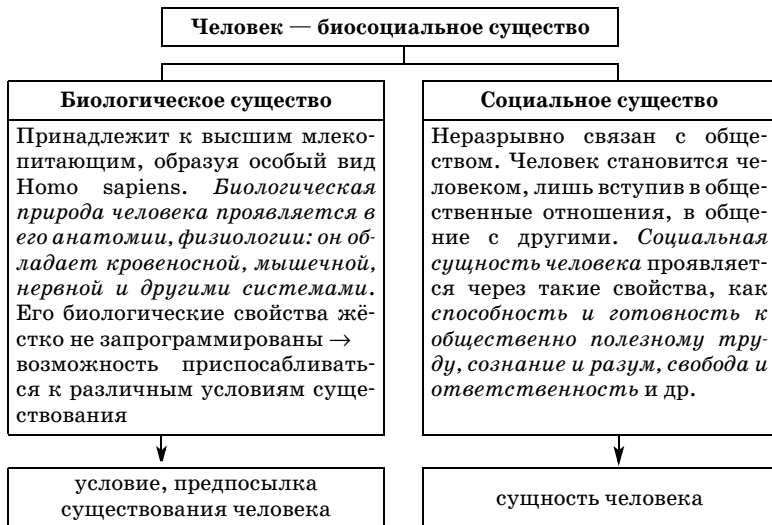 Человек — биосоциальное существо
Биологическое существо
Принадлежит к высшим млеко-
питающим, образуя особый вид
Homo sapiens. Биологическая
природа человека проявляется в
его анатомии, физиологии: он об-
ладает кровеносной, мышечной,
нервной и другими системами.
Его биологические свойства жё-
стко не запрограммированы →
возможность приспосабливать-
ся к различным условиям суще-
ствования
условие, предпосылка
существования человека
Социальное существо
Неразрывно связан с обще-
ством. Человек становится че-
ловеком, лишь вступив в обще-
ственные отношения, в обще-
ние с другими. Социальная
сущность человека проявляет-
ся через такие свойства, как
способность и готовность к
общественно полезному тру-
ду, сознание и разум, свобода и
ответственность и др.
сущность человека